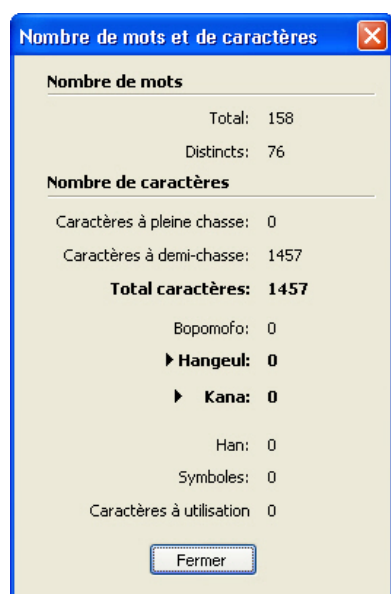 Nombre de mots et de caractères
Nombre de mots
Total: 158
Distincts: 76
Nombre de caractères
Caractères à pleine chasse: 0
Caractères à demi-chasse: 1457
Total caractères: 1457
Bopomofo: 0
Hangeul: 0
Kana: 0
Han: 0
Symboles: 0
Caractères à utilisation 0
Fermer